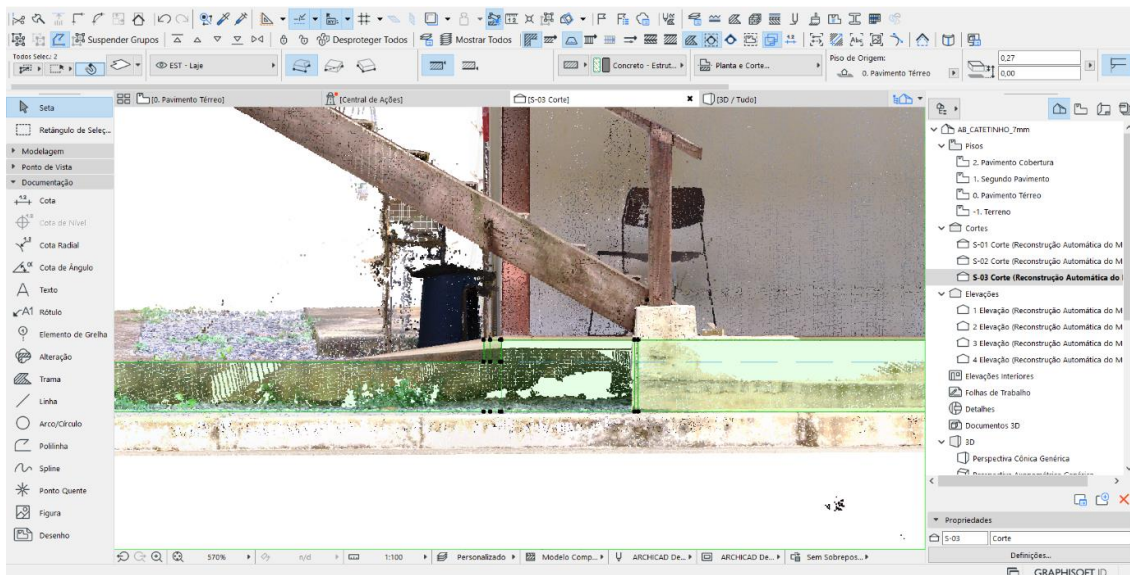 Suspender Grupos
Desproteger Todos
Mostrar Todos
Todos Selec: 2
EST - Laje
Concreto - Estrut...
Planta e Corte...
Piso de Origem:
0. Pavimento Térreo
0,27
0,00
[0. Pavimento Térreo]
[Central de Ações]
[S-03 Corte]
[3D / Tudo]
Seta
Retângulo de Seleç...
Modelagem
Ponto de Vista
Documentação
Cota
Cota de Nível
Cota Radial
Cota de Ângulo
Texto
Rótulo
Elemento de Grelha
Alteração
Trama
Linha
Arco/Círculo
Polilinha
Spline
Ponto Quente
Figura
Desenho
AB_CATETINHO_7mm
Pisos
2. Pavimento Cobertura
1. Segundo Pavimento
0. Pavimento Térreo
-1. Terreno
Cortes
S-01 Corte (Reconstrução Automática do M
S-02 Corte (Reconstrução Automática do M
S-03 Corte (Reconstrução Automática do
Elevações
1 Elevação (Reconstrução Automática do M
2 Elevação (Reconstrução Automática do M
3 Elevação (Reconstrução Automática do M
4 Elevação (Reconstrução Automática do M
Elevações Interiores
Folhas de Trabalho
Detalhes
Documentos 3D
3D
Perspectiva Cônica Genérica
Propriedades
S-03 Corte
Definições...
570% n/d 1:100 Personalizado Modelo Comp... ARCHICAD De... ARCHICAD De... Sem Sobrepos...
GRAPHISOFT ID